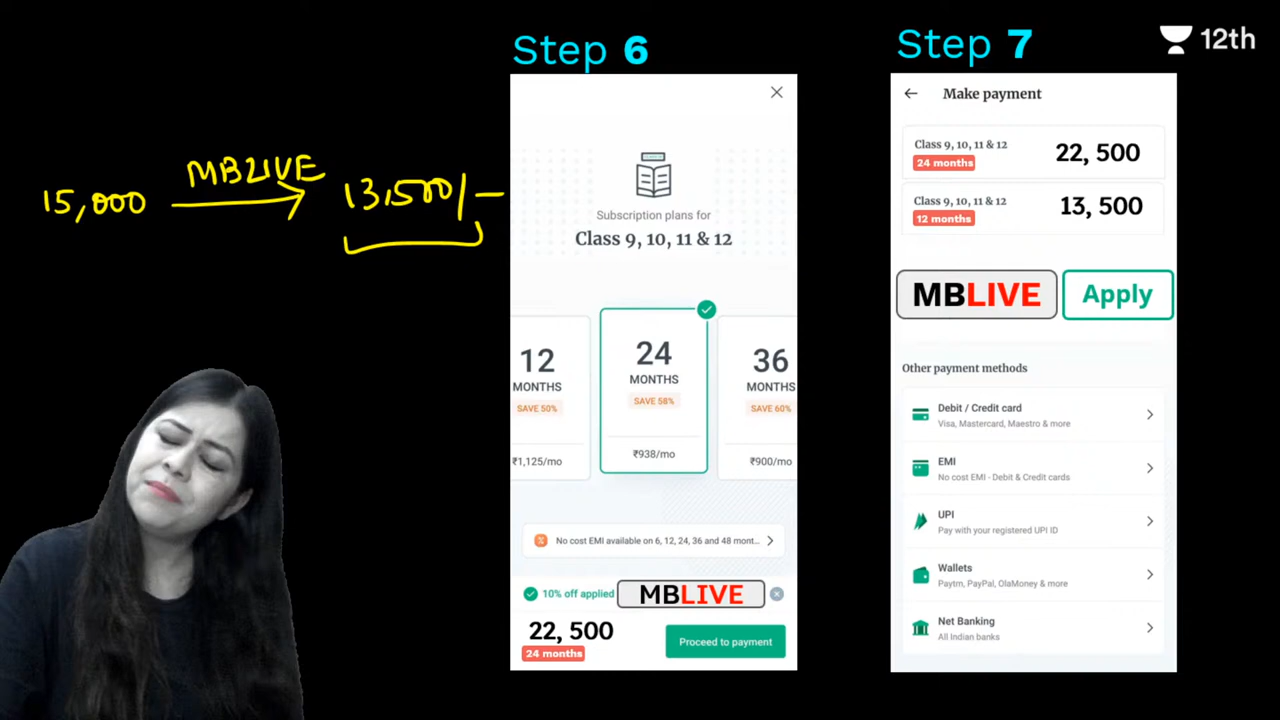 Step 6
Step 7
12th
15,000 MBLIVE 13,500/-
Subscription plans for
Class 9, 10, 11 & 12
12
MONTHS
SAVE 50%
₹1,125/mo
24
MONTHS
SAVE 58%
₹938/mo
36
MONTHS
SAVE 60%
₹900/mo
No cost EMI available on 6, 12, 24, 36 and 48 mont...
10% off applied MBLIVE
22, 500
24 months
Proceed to payment
Make payment
Class 9, 10, 11 & 12
24 months
22, 500
Class 9, 10, 11 & 12
12 months
13, 500
MBLIVE Apply
Other payment methods
Debit / Credit card
Visa, Mastercard, Maestro & more
EMI
No cost EMI - Debit & Credit cards
UPI
Pay with your registered UPI ID
Wallets
Paytm, PayPal, OlaMoney & more
Net Banking
All Indian banks